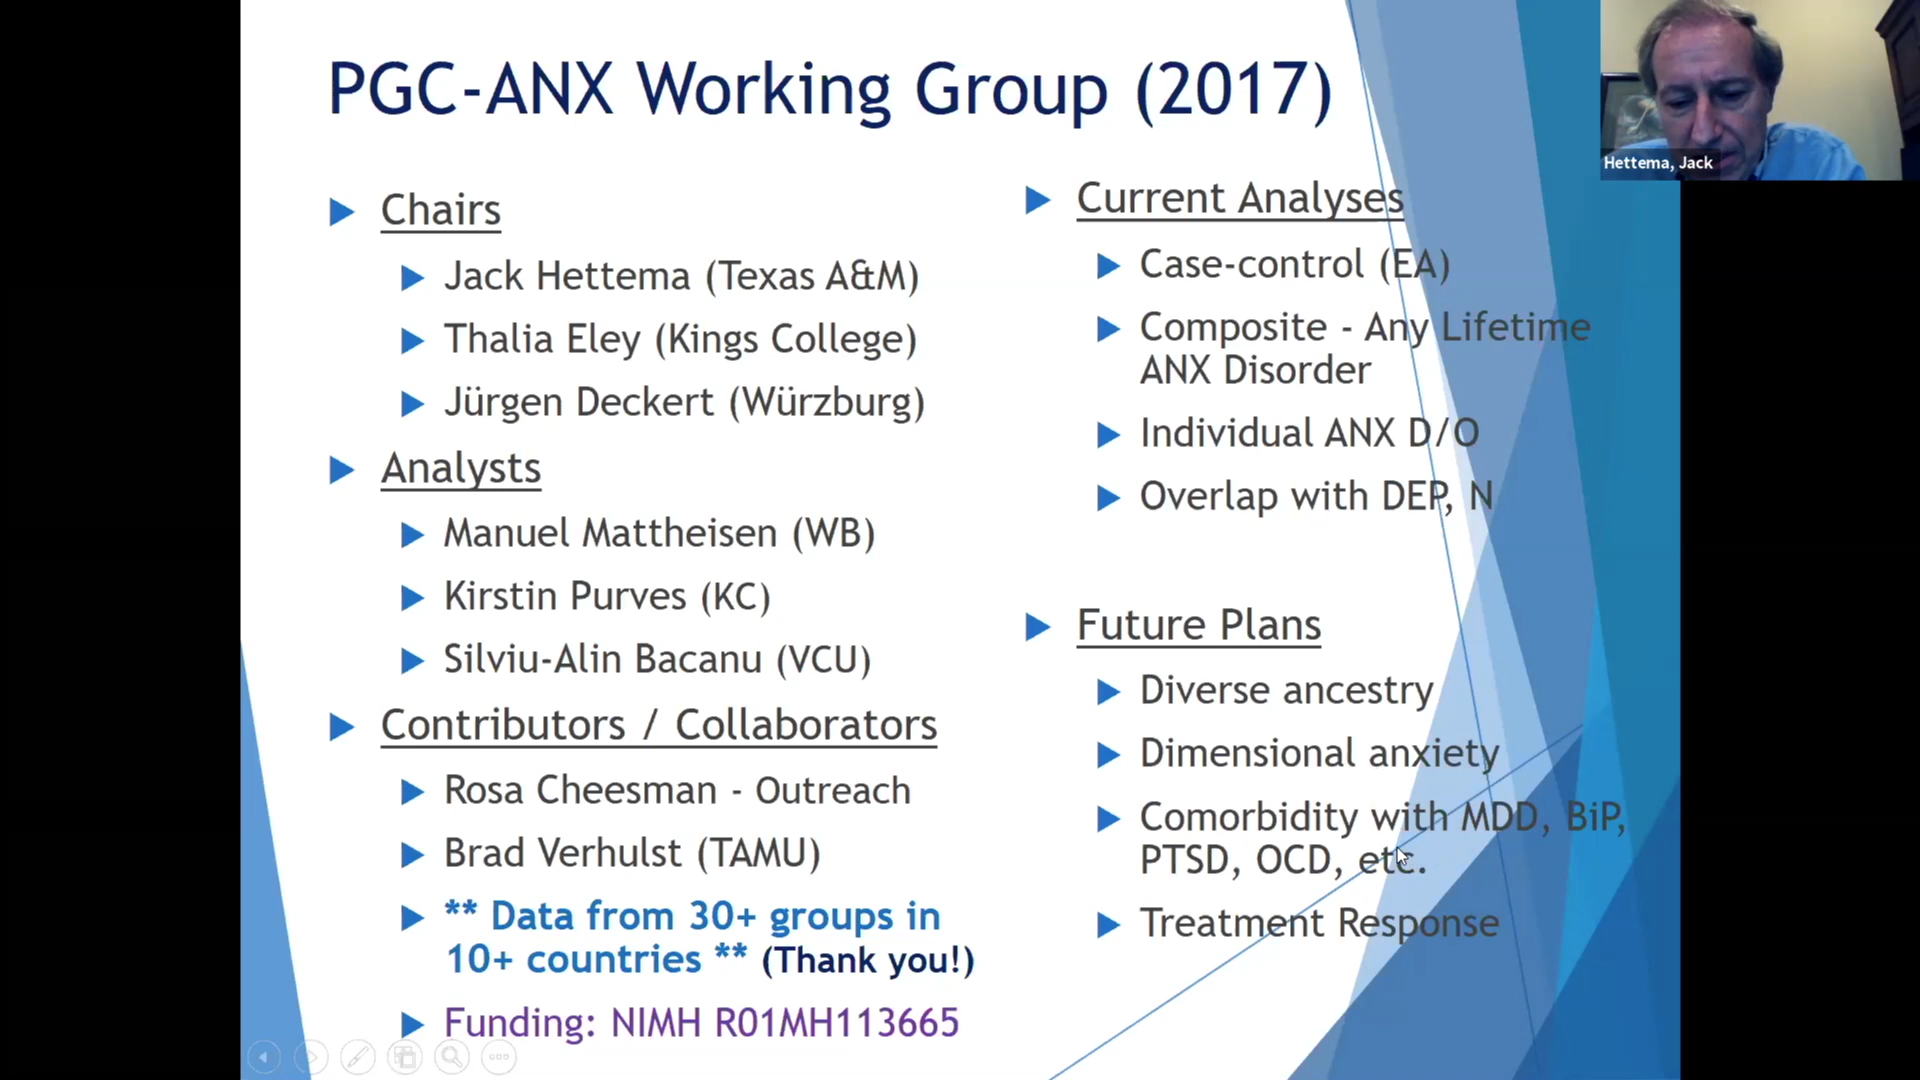 PGC-ANX Working Group (2017)
Chairs
Jack Hettema (Texas A&M)
Thalia Eley (Kings College)
Jürgen Deckert (Würzburg)
Analysts
Manuel Mattheisen (WB)
Kirstin Purves (KC)
Silviu-Alin Bacanu (VCU)
Contributors / Collaborators
Rosa Cheesman - Outreach
Brad Verhulst (TAMU)
** Data from 30+ groups in
10+ countries ** (Thank you!)
Funding: NIMH R01MH113665
Current Analyses
Case-control (EA)
Composite - Any Lifetime
ANX Disorder
Individual ANX D/O
Overlap with DEP, N
Future Plans
Diverse ancestry
Dimensional anxiety
Comorbidity with MDD, BiP,
PTSD, OCD, etc.
Treatment Response
Hettema, Jack